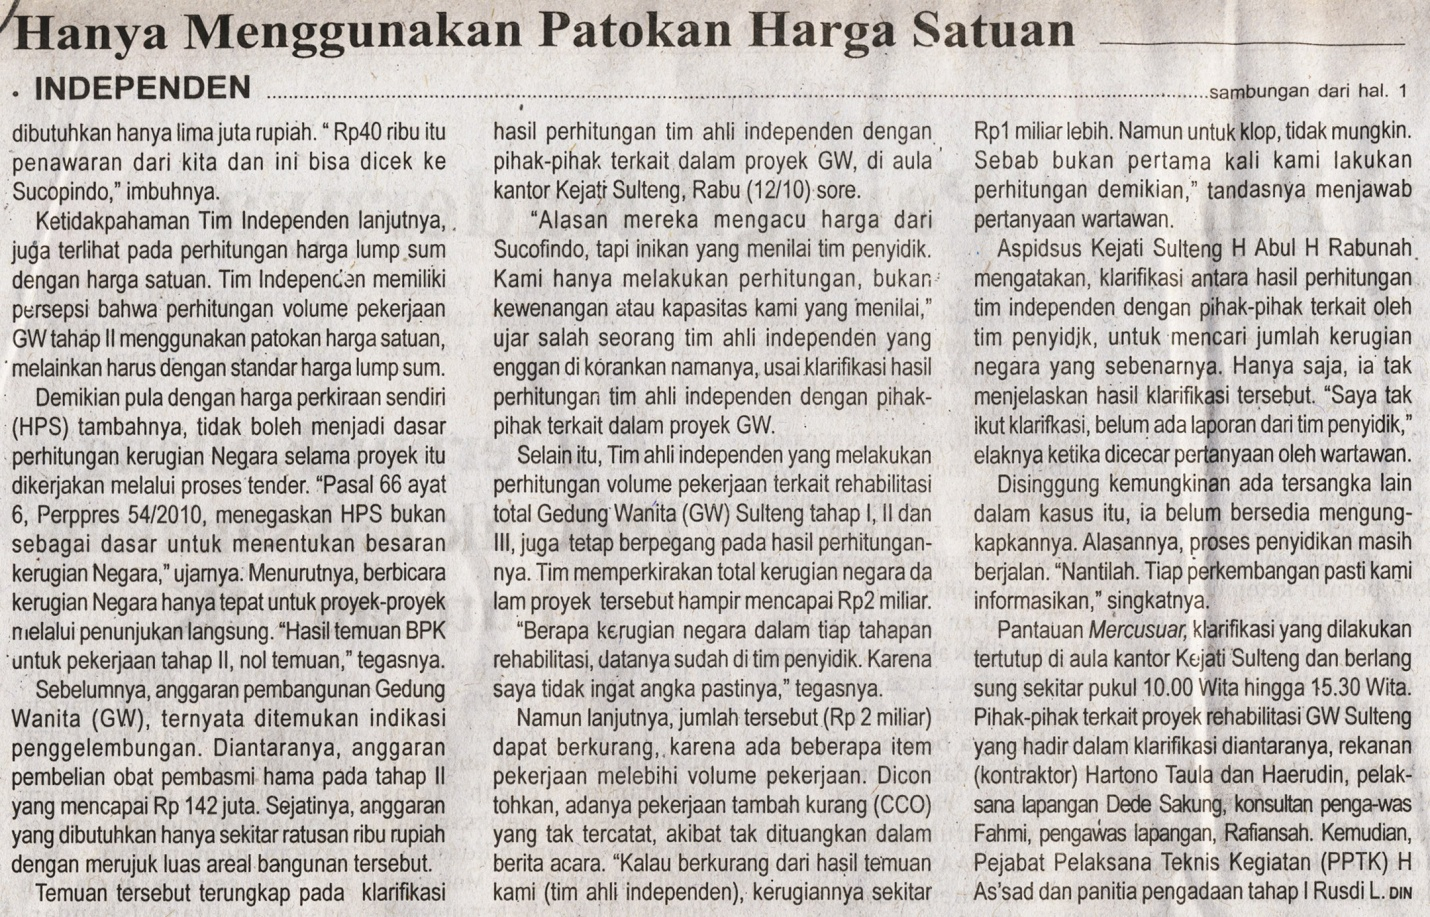 Hanya Menggunakan Patokan Harga Satuan
• INDEPENDEN ........ sambungan dari hal. 1
dibutuhkan hanya lima juta rupiah. “ Rp40 ribu itu
penawaran dari kita dan ini bisa dicek ke
Sucopindo,” imbuhnya.
Ketidakpahaman Tim Independen lanjutnya,
juga terlihat pada perhitungan harga lump sum
dengan harga satuan. Tim Independen memiliki
persepsi bahwa perhitungan volume pekerjaan
GW tahap II menggunakan patokan harga satuan,
melainkan harus dengan standar harga lump sum.
Demikian pula dengan harga perkiraan sendiri
(HPS) tambahnya, tidak boleh menjadi dasar
perhitungan kerugian Negara selama proyek itu
dikerjakan melalui proses tender. “Pasal 66 ayat
6, Perppres 54/2010, menegaskan HPS bukan
sebagai dasar untuk menentukan besaran
kerugian Negara,” ujarnya. Menurutnya, berbicara
kerugian Negara hanya tepat untuk proyek-proyek
melalui penunjukan langsung. “Hasil temuan BPK
untuk pekerjaan tahap II, nol temuan,” tegasnya.
Sebelumnya, anggaran pembangunan Gedung
Wanita (GW), ternyata ditemukan indikasi
penggelembungan. Diantaranya, anggaran
pembelian obat pembasmi hama pada tahap II
yang mencapai Rp 142 juta. Sejatinya, anggaran
yang dibutuhkan hanya sekitar ratusan ribu rupiah
dengan merujuk luas areal bangunan tersebut.
Temuan tersebut terungkap pada klarifikasi
hasil perhitungan tim ahli independen dengan
pihak-pihak terkait dalam proyek GW, di aula
kantor Kejati Sulteng, Rabu (12/10) sore.
“Alasan mereka mengacu harga dari
Sucofindo, tapi inikan yang menilai tim penyidik.
Kami hanya melakukan perhitungan, bukan
kewenangan atau kapasitas kami yang menilai,”
ujar salah seorang tim ahli independen yang
enggan di korankan namanya, usai klarifikasi hasil
perhitungan tim ahli independen dengan pihak-
pihak terkait dalam proyek GW.
Selain itu, Tim ahli independen yang melakukan
perhitungan volume pekerjaan terkait rehabilitasi
total Gedung Wanita (GW) Sulteng tahap I, II dan
III, juga tetap berpegang pada hasil perhitungan-
nya. Tim memperkirakan total kerugian negara da
lam proyek tersebut hampir mencapai Rp2 miliar.
“Berapa kerugian negara dalam tiap tahapan
rehabilitasi, datanya sudah di tim penyidik. Karena
saya tidak ingat angka pastinya,” tegasnya.
Namun lanjutnya, jumlah tersebut (Rp 2 miliar)
dapat berkurang, karena ada beberapa item
pekerjaan melebihi volume pekerjaan. Dicon
tohkan, adanya pekerjaan tambah kurang (CCO)
yang tak tercatat, akibat tak dituangkan dalam
berita acara. “Kalau berkurang dari hasil temuan
kami (tim ahli independen), kerugiannya sekitar
Rp1 miliar lebih. Namun untuk klop, tidak mungkin.
Sebab bukan pertama kali kami lakukan
perhitungan demikian,” tandasnya menjawab
pertanyaan wartawan.
Aspidsus Kejati Sulteng H Abul H Rabunah
mengatakan, klarifikasi antara hasil perhitungan
tim independen dengan pihak-pihak terkait oleh
tim penyidjk, untuk mencari jumlah kerugian
negara yang sebenarnya. Hanya saja, ia tak
menjelaskan hasil klarifikasi tersebut. “Saya tak
ikut klarifkasi, belum ada laporan dari tim penyidik,”
elaknya ketika dicecar pertanyaan oleh wartawan.
Disinggung kemungkinan ada tersangka lain
dalam kasus itu, ia belum bersedia mengung-
kapkannya. Alasannya, proses penyidikan masih
berjalan. “Nantilah. Tiap perkembangan pasti kami
informasikan,” singkatnya.
Pantauan Mercusuar, klarifikasi yang dilakukan
tertutup di aula kantor Kejati Sulteng dan berlang
sung sekitar pukul 10.00 Wita hingga 15.30 Wita.
Pihak-pihak terkait proyek rehabilitasi GW Sulteng
yang hadir dalam klarifikasi diantaranya, rekanan
(kontraktor) Hartono Taula dan Haerudin, pelak-
sana lapangan Dede Sakung, konsultan penga-was
Fahmi, pengawas lapangan, Rafiansah. Kemudian,
Pejabat Pelaksana Teknis Kegiatan (PPTK) H
As’sad dan panitia pengadaan tahap I Rusdi L. DIN